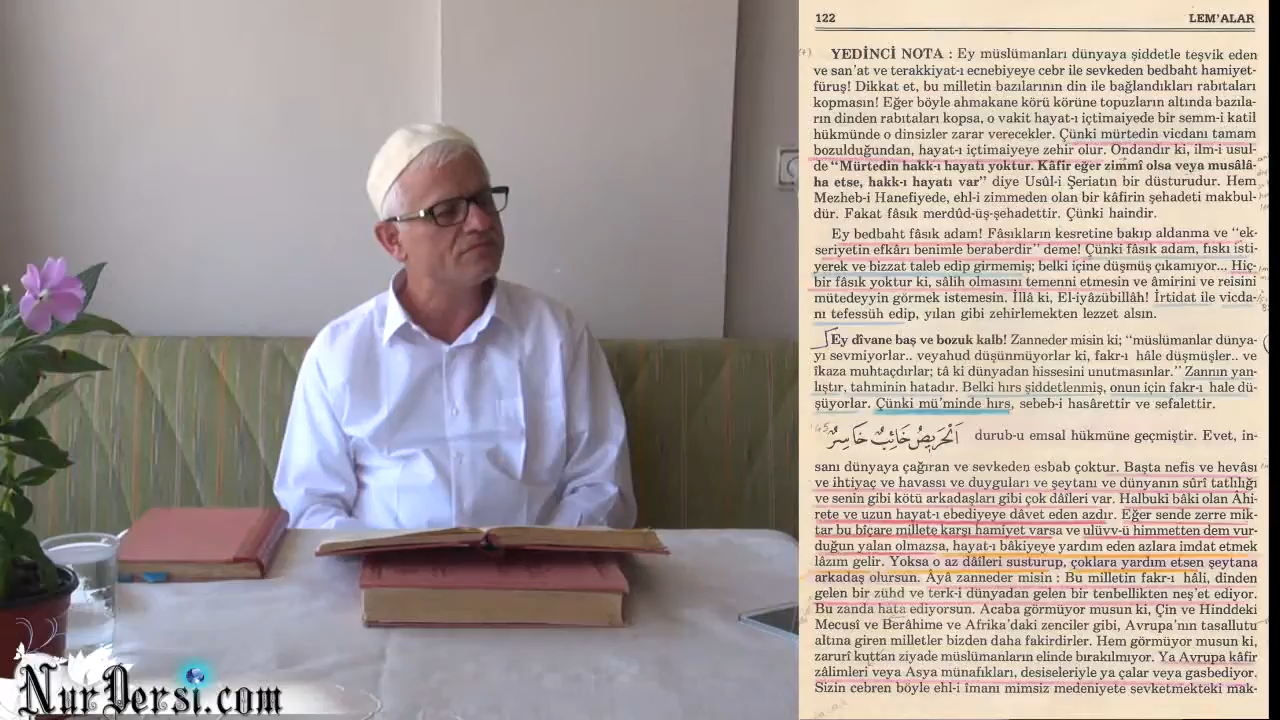 122 LEM'ALAR
YEDİNCİ NOTA : Ey müslümanları dünyaya şiddetle teşvik eden
ve san'at ve terakkiyat-ı ecnebiyeye cebr ile sevkeden bedbaht hamiyet-
füruş! Dikkat et, bu milletin bazılarının din ile bağlandıkları rabıtaları
kopmasın! Eğer böyle ahmakane körü körüne topuzların altında bazıla-
rın dinden rabıtaları kopsa, o vakit hayat-ı içtimaiyede bir semm-i katil
hükmünde o dinsizler zarar verecekler. Çünki mürtedin vicdanı tamam
bozulduğundan, hayat-ı içtimaiyeye zehir olur. Ondandır ki, ilm-i usul-
de "Mürtedin hakk-ı hayatı yoktur. Kâfir eğer zimmî olsa veya musâlâ-
ha etse, hakk-ı hayatı var" diye Usûl-i Şeriatın bir düsturudur. Hem
Mezheb-i Hanefiyede, ehl-i zimmeden olan bir kâfirin şehadeti makbul-
dür. Fakat fâsık merdûd-üş-şehadettir. Çünki haindir.
Ey bedbaht fâsık adam! Fâsıkların kesretine bakıp aldanma ve "ek-
seriyetin efkârı benimle beraberdir" deme! Çünki fâsık adam, fıskı isti-
yerek ve bizzat taleb edip girmemiş; belki içine düşmüş çıkamıyor... Hiç-
bir fâsık yoktur ki, sâlih olmasını temenni etmesin ve âmirini ve reisini
mütedeyyin görmek istemesin. İllâ ki, El-iyâzübillâh! İrtidat ile vicda-
nı tefessüh edip, yılan gibi zehirlemekten lezzet alsın.
Ey dîvane baş ve bozuk kalb! Zanneder misin ki; "müslümanlar dünya-
yı sevmiyorlar.. veyahud düşünmüyorlar ki, fakr-ı hâle düşmüşler.. ve
îkaza muhtaçdırlar; tâ ki dünyadan hissesini unutmasınlar." Zannın yan-
lıştır, tahminin hatadır. Belki hırs şiddetlenmiş, onun için fakr-ı hale dü-
şüyorlar. Çünki mü'minde hırs, sebeb-i hasârettir ve sefalettir.
اَلْحَرِيصُ خَائِبٌ خَاسِرٌ durub-u emsal hükmüne geçmiştir. Evet, in-
sanı dünyaya çağıran ve sevkeden esbab çoktur. Başta nefis ve hevâsı
ve ihtiyaç ve havassı ve duyguları ve şeytanı ve dünyanın sûrî tatlılığı
ve senin gibi kötü arkadaşları gibi çok dâîleri var. Halbuki bâki olan Âhi-
rete ve uzun hayat-ı ebediyeye dâvet eden azdır. Eğer sende zerre mik-
tar bu bîçare millete karşı hamiyet varsa ve ulüvv-ü himmetten dem vur-
duğun yalan olmazsa, hayat-ı bâkiyeye yardım eden azlara imdat etmek
lâzım gelir. Yoksa o az dâîleri susturup, çoklara yardım etsen şeytana
arkadaş olursun. Âyâ zanneder misin : Bu milletin fakr-ı hâli, dinden
gelen bir zühd ve terk-i dünyadan gelen bir tenbellikten neş'et ediyor.
Bu zanda hata ediyorsun. Acaba görmüyor musun ki, Çin ve Hinddeki
Mecusî ve Berâhime ve Afrika'daki zenciler gibi, Avrupa'nın tasallutu
altına giren milletler bizden daha fakirdirler. Hem görmüyor musun ki,
zarurî kuttan ziyade müslümanların elinde bırakılmıyor. Ya Avrupa kâfir
zâlimleri veya Asya münafıkları, desiseleriyle ya çalar veya gasbediyor.
Sizin cebren böyle ehl-i îmanı mimsiz medeniyete sevketmekteki mak-
NurDersi.com